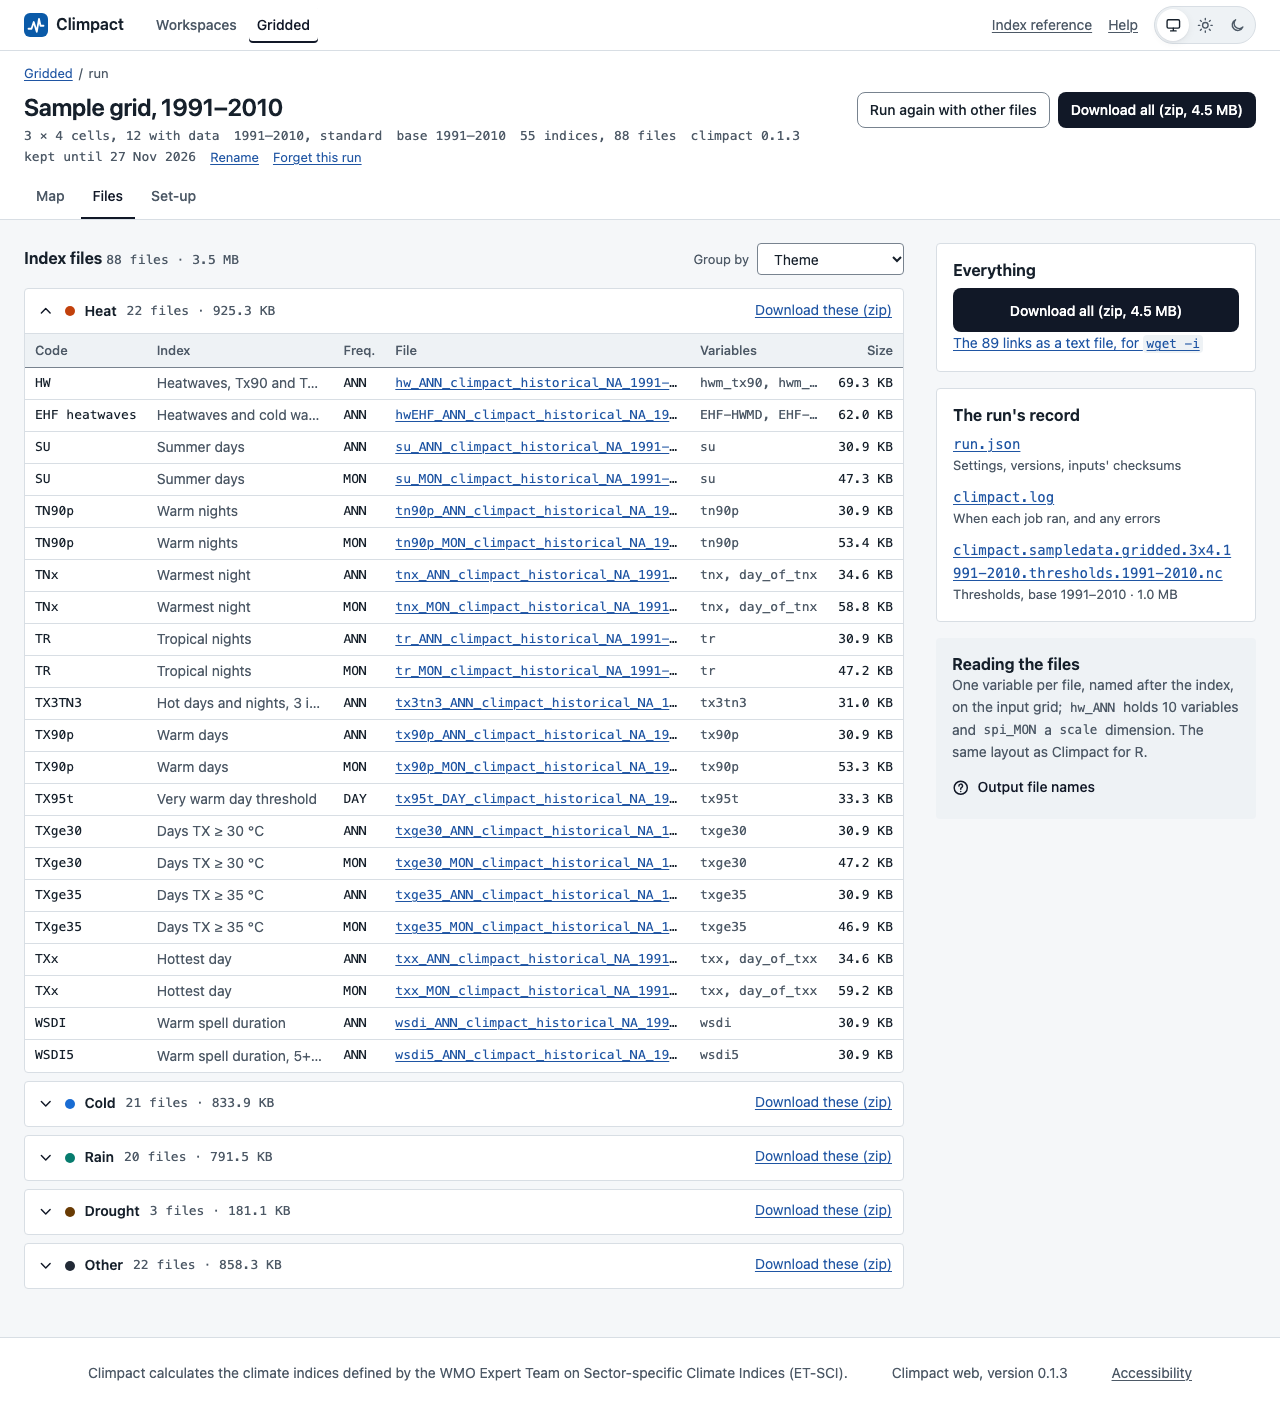 Climpact
Workspaces
Gridded
Index reference
Help
Gridded / run
Sample grid, 1991–2010
Run again with other files
Download all (zip, 4.5 MB)
3 × 4 cells, 12 with data 1991–2010, standard base 1991–2010 55 indices, 88 files climpact 0.1.3
kept until 27 Nov 2026 Rename Forget this run
Map Files Set-up
Index files 88 files · 3.5 MB
Group by Theme
Heat 22 files · 925.3 KB Download these (zip)
Code Index Freq. File Variables Size
HW Heatwaves, Tx90 and T… ANN hw_ANN_climpact_historical_NA_1991–… hwm_tx90, hwm_… 69.3 KB
EHF heatwaves Heatwaves and cold wa… ANN hwEHF_ANN_climpact_historical_NA_19… EHF–HWMD, EHF–… 62.0 KB
SU Summer days ANN su_ANN_climpact_historical_NA_1991–… su 30.9 KB
SU Summer days MON su_MON_climpact_historical_NA_1991–… su 47.3 KB
TN90p Warm nights ANN tn90p_ANN_climpact_historical_NA_19… tn90p 30.9 KB
TN90p Warm nights MON tn90p_MON_climpact_historical_NA_19… tn90p 53.4 KB
TNx Warmest night ANN tnx_ANN_climpact_historical_NA_1991… tnx, day_of_tnx 34.6 KB
TNx Warmest night MON tnx_MON_climpact_historical_NA_1991… tnx, day_of_tnx 58.8 KB
TR Tropical nights ANN tr_ANN_climpact_historical_NA_1991–… tr 30.9 KB
TR Tropical nights MON tr_MON_climpact_historical_NA_1991–… tr 47.2 KB
TX3TN3 Hot days and nights, 3 i… ANN tx3tn3_ANN_climpact_historical_NA_1… tx3tn3 31.0 KB
TX90p Warm days ANN tx90p_ANN_climpact_historical_NA_19… tx90p 30.9 KB
TX90p Warm days MON tx90p_MON_climpact_historical_NA_19… tx90p 53.3 KB
TX95t Very warm day threshold DAY tx95t_DAY_climpact_historical_NA_19… tx95t 33.3 KB
TXge30 Days TX ≥ 30 °C ANN txge30_ANN_climpact_historical_NA_1… txge30 30.9 KB
TXge30 Days TX ≥ 30 °C MON txge30_MON_climpact_historical_NA_1… txge30 47.2 KB
TXge35 Days TX ≥ 35 °C ANN txge35_ANN_climpact_historical_NA_1… txge35 30.9 KB
TXge35 Days TX ≥ 35 °C MON txge35_MON_climpact_historical_NA_1… txge35 46.9 KB
TXx Hottest day ANN txx_ANN_climpact_historical_NA_1991… txx, day_of_txx 34.6 KB
TXx Hottest day MON txx_MON_climpact_historical_NA_1991… txx, day_of_txx 59.2 KB
WSDI Warm spell duration ANN wsdi_ANN_climpact_historical_NA_199… wsdi 30.9 KB
WSDI5 Warm spell duration, 5+… ANN wsdi5_ANN_climpact_historical_NA_19… wsdi5 30.9 KB
Cold 21 files · 833.9 KB Download these (zip)
Rain 20 files · 791.5 KB Download these (zip)
Drought 3 files · 181.1 KB Download these (zip)
Other 22 files · 858.3 KB Download these (zip)
Everything
Download all (zip, 4.5 MB)
The 89 links as a text file, for wget –i
The run's record
run.json
Settings, versions, inputs' checksums
climpact.log
When each job ran, and any errors
climpact.sampledata.gridded.3x4.1
991–2010.thresholds.1991–2010.nc
Thresholds, base 1991–2010 · 1.0 MB
Reading the files
One variable per file, named after the index,
on the input grid; hw_ANN holds 10 variables
and spi_MON a scale dimension. The
same layout as Climpact for R.
Output file names
Climpact calculates the climate indices defined by the WMO Expert Team on Sector-specific Climate Indices (ET-SCI).
Climpact web, version 0.1.3
Accessibility